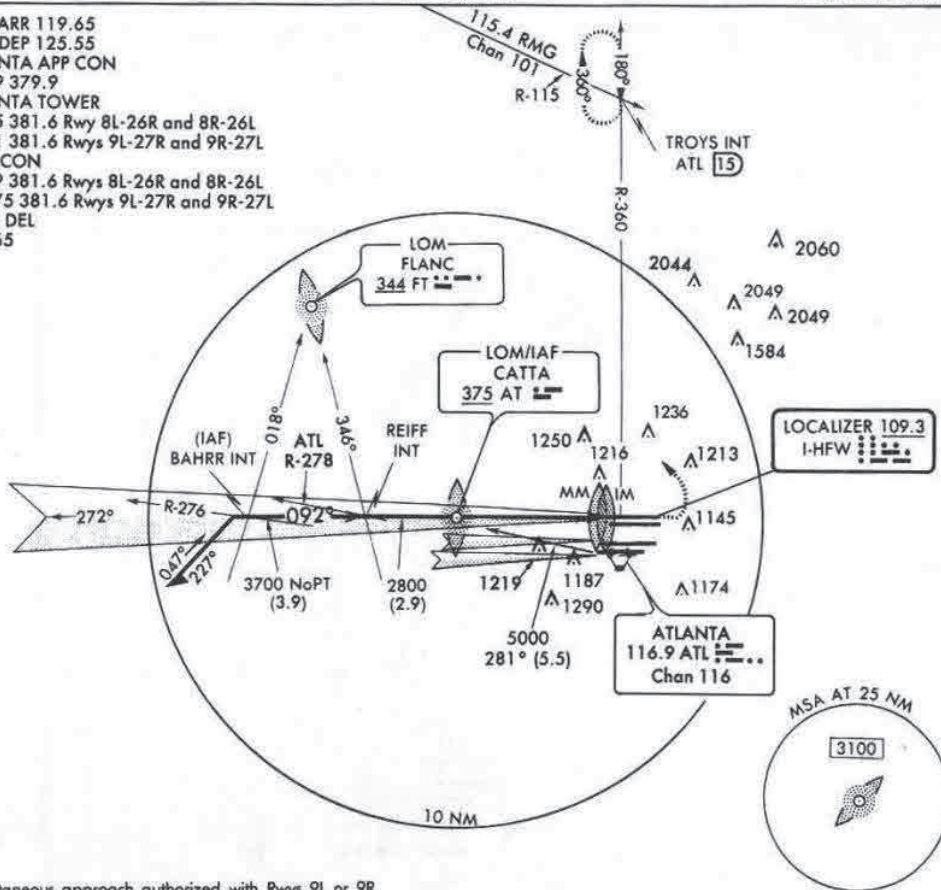 ARR 119.65
DEP 125.55
NTA APP CON
379.9
NTA TOWER
381.6 Rwy 8L-26R and 8R-26L
381.6 Rwys 9L-27R and 9R-27L
CON
381.6 Rwys 8L-26R and 8R-26L
75 381.6 Rwys 9L-27R and 9R-27L
DEL
115.4 RMG
Chan 101
R-115
360°
180°
TROYS INT
ATL 15
R-360
LOM
FLANC
344 FT
2060
2044
2049
2049
1584
LOM/IAF
CATTA
375 AT
018°
346°
(IAF)
BAHRR INT
ATL
R-278
REIFF
INT
1250
1236
1216
1213
LOCALIZER 109.3
I-HFW
MM
IM
272°
R-276
092°
1145
047°
227°
3700 NoPT
(3.9)
2800
(2.9)
1219
1187
1290
1174
5000
281° (5.5)
ATLANTA
116.9 ATL
Chan 116
MSA AT 25 NM
3100
10 NM
taneous approach authorized with Rwys 9L or 9R